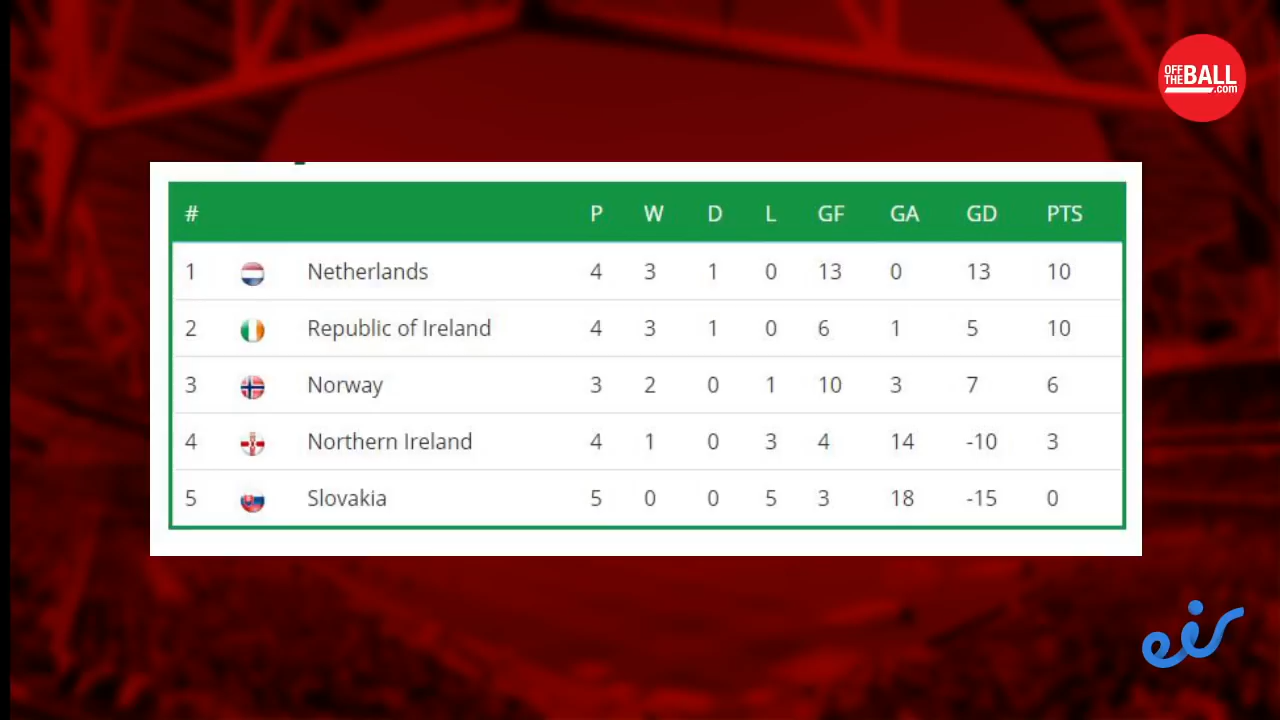 OFF
THE BALL
.com
# P W D L GF GA GD PTS
1 Netherlands 4 3 1 0 13 0 13 10
2 Republic of Ireland 4 3 1 0 6 1 5 10
3 Norway 3 2 0 1 10 3 7 6
4 Northern Ireland 4 1 0 3 4 14 -10 3
5 Slovakia 5 0 0 5 3 18 -15 0
eir